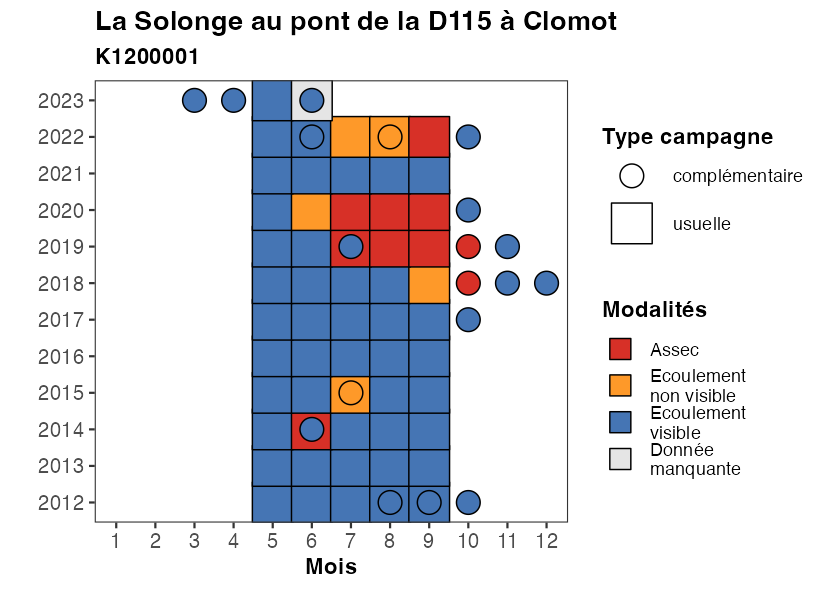 La Solonge au pont de la D115 à Clomot
K1200001
2023
2022
2021
2020
2019
2018
2017
2016
2015
2014
2013
2012
1 2 3 4 5 6 7 8 9 10 11 12
Mois
Type campagne
complémentaire
usuelle
Modalités
Assec
Ecoulement
non visible
Ecoulement
visible
Donnée
manquante